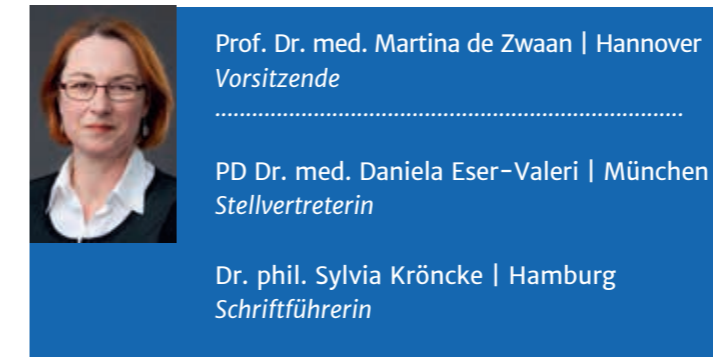 Prof. Dr. med. Martina de Zwaan | Hannover
Vorsitzende
PD Dr. med. Daniela Eser-Valeri | München
Stellvertreterin
Dr. phil. Sylvia Kröncke | Hamburg
Schriftführerin